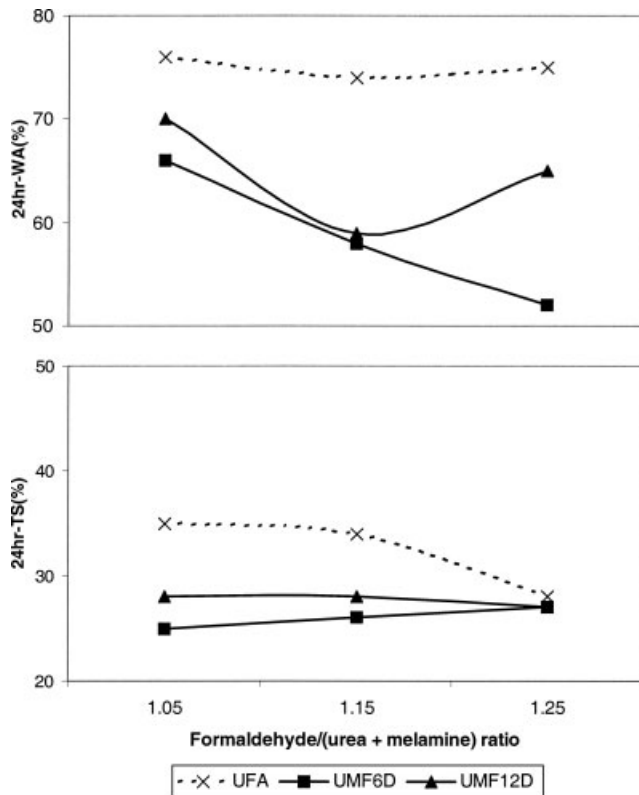 80
70
60
50
24hr-WA(%)
50
40
30
20
24hr-TS(%)
1.05 1.15 1.25
Formaldehyde/(urea + melamine) ratio
UFA UMF6D UMF12D